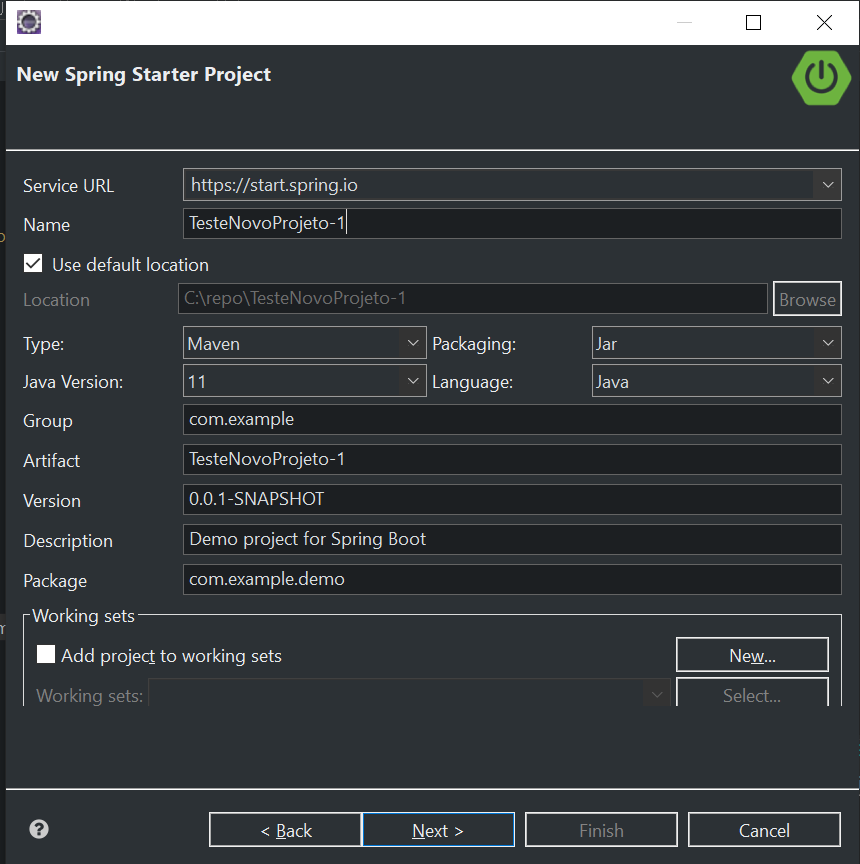 New Spring Starter Project
Service URL https://start.spring.io
Name TesteNovoProjeto-1
Use default location
Location C:\repo\TesteNovoProjeto-1 Browse
Type: Maven Packaging: Jar
Java Version: 11 Language: Java
Group com.example
Artifact TesteNovoProjeto-1
Version 0.0.1-SNAPSHOT
Description Demo project for Spring Boot
Package com.example.demo
Working sets
Add project to working sets New...
Working sets: Select...
? < Back Next > Finish Cancel